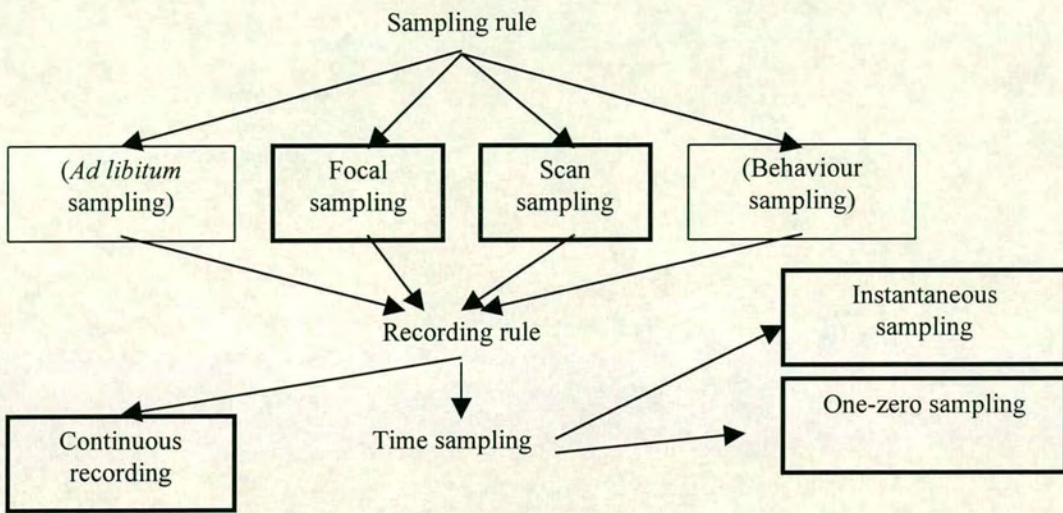 Sampling rule
(Ad libitum
sampling)
Focal
sampling
Scan
sampling
(Behaviour
sampling)
Recording rule
Instantaneous
sampling
One-zero sampling
Time sampling
Continuous
recording